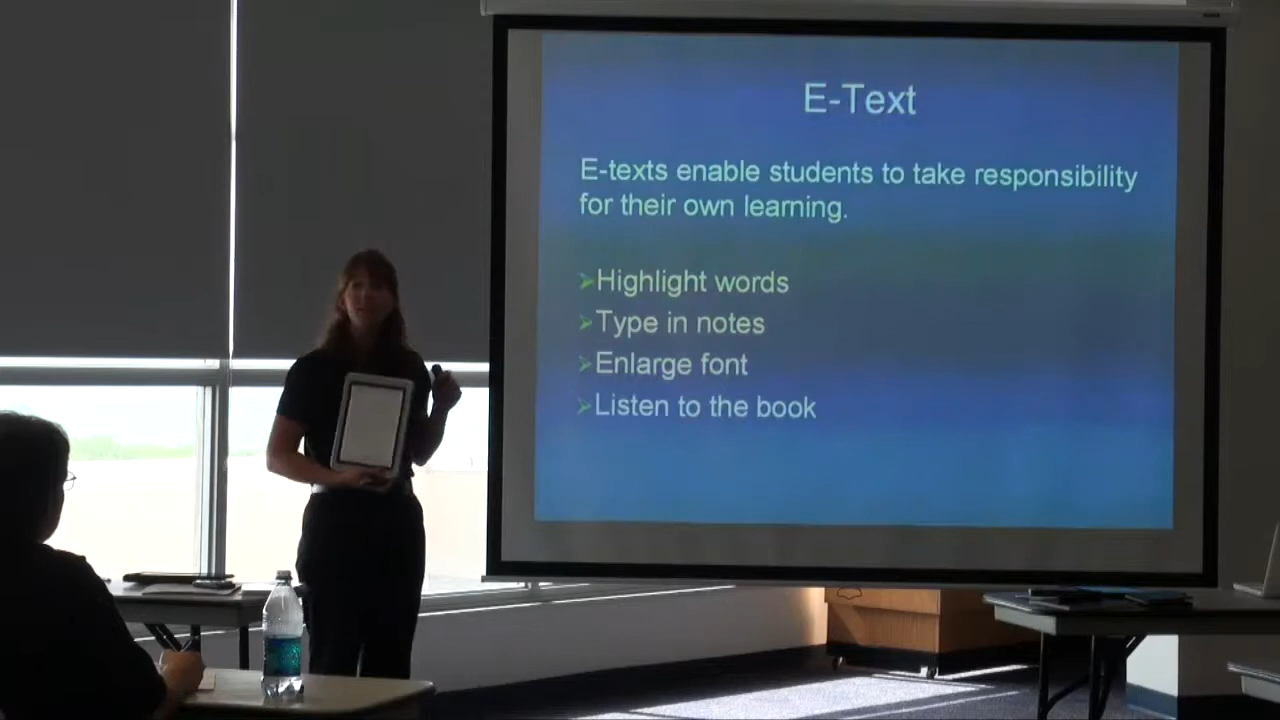 E-Text
E-texts enable students to take responsibility
for their own learning.
➢Highlight words
➢Type in notes
➢Enlarge font
➢Listen to the book